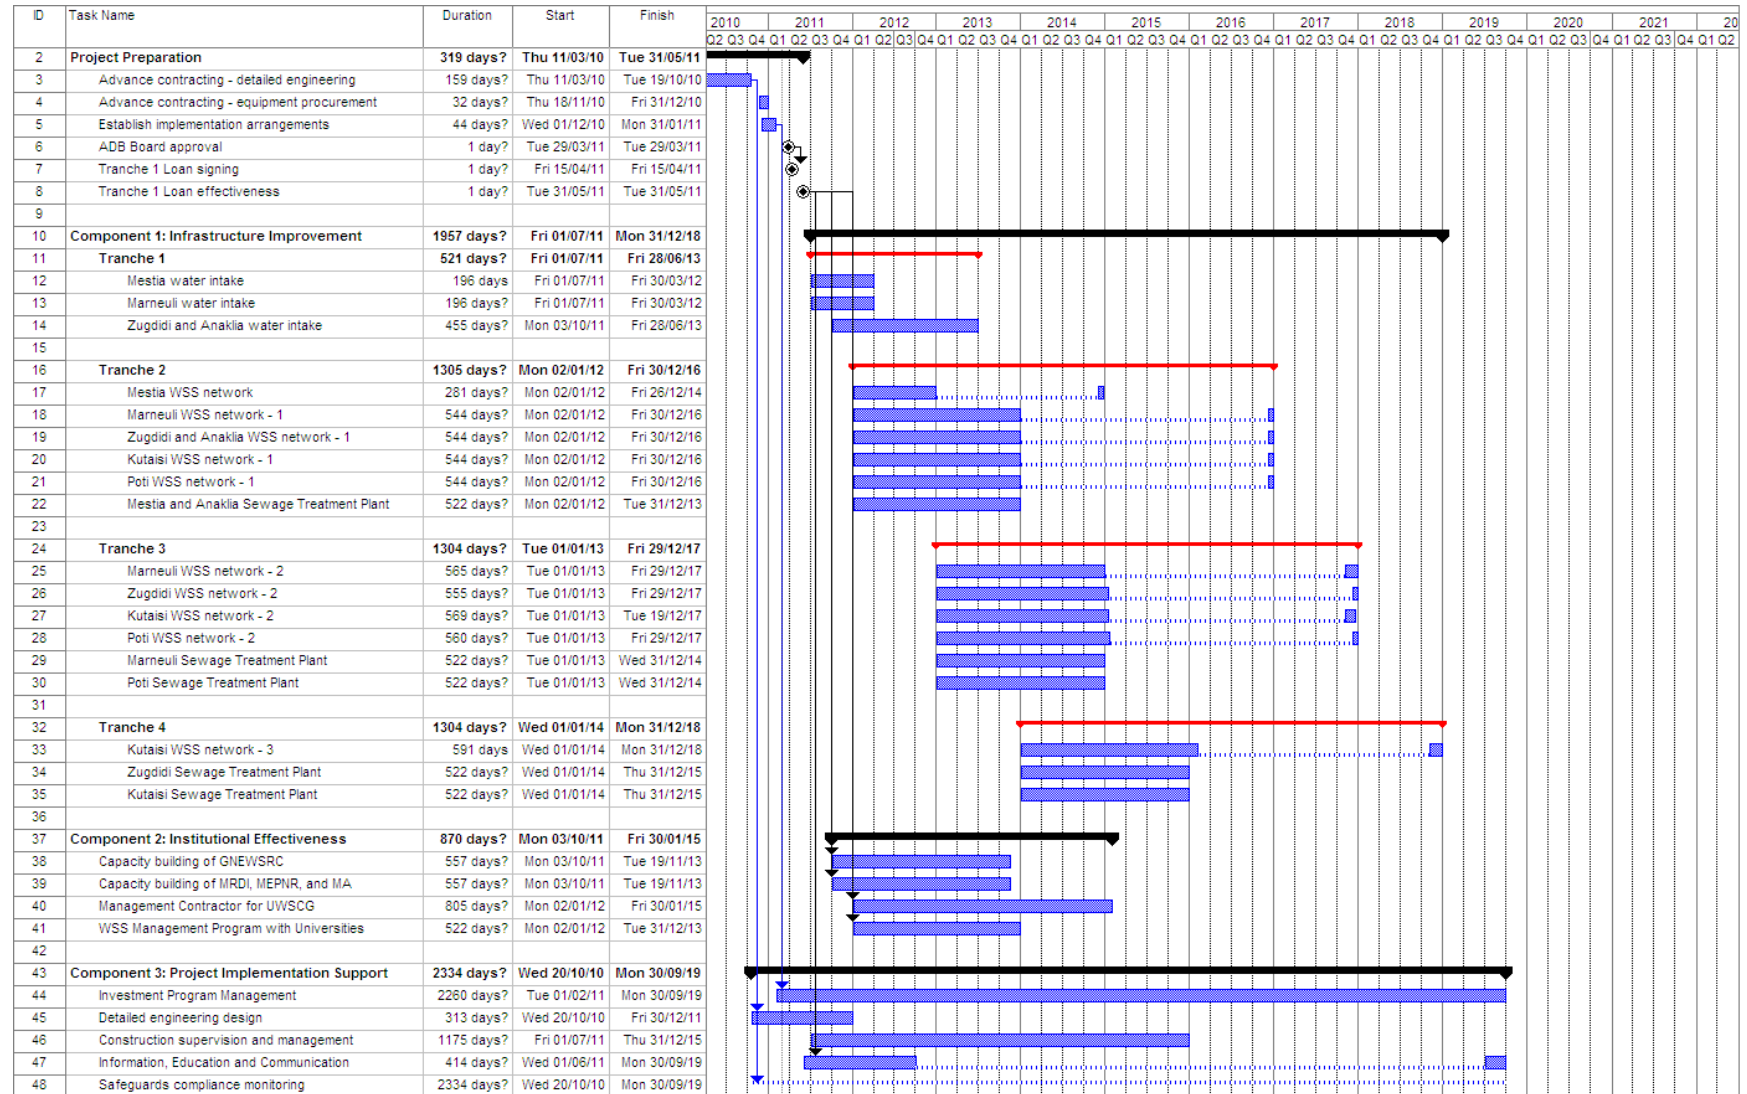 ID Task Name Duration Start Finish 2010 2011 2012 2013 2014 2015 2016 2017 2018 2019 2020 2021 20
Q2 Q3 Q4 Q1 Q2 Q3 Q4 Q1 Q2 Q3 Q4 Q1 Q2 Q3 Q4 Q1 Q2 Q3 Q4 Q1 Q2 Q3 Q4 Q1 Q2 Q3 Q4 Q1 Q2 Q3 Q4 Q1 Q2 Q3 Q4 Q1 Q2 Q3 Q4 Q1 Q2 Q3 Q4 Q1 Q2 Q3 Q4 Q1 Q2
2 Project Preparation 319 days? Thu 11/03/10 Tue 31/05/11
3 Advance contracting - detailed engineering 159 days? Thu 11/03/10 Tue 19/10/10
4 Advance contracting - equipment procurement 32 days? Thu 18/11/10 Fri 31/12/10
5 Establish implementation arrangements 44 days? Wed 01/12/10 Mon 31/01/11
6 ADB Board approval 1 day? Tue 29/03/11 Tue 29/03/11
7 Tranche 1 Loan signing 1 day? Fri 15/04/11 Fri 15/04/11
8 Tranche 1 Loan effectiveness 1 day? Tue 31/05/11 Tue 31/05/11
9
10 Component 1: Infrastructure Improvement 1957 days? Fri 01/07/11 Mon 31/12/18
11 Tranche 1 521 days? Fri 01/07/11 Fri 28/06/13
12 Mestia water intake 196 days Fri 01/07/11 Fri 30/03/12
13 Marneuli water intake 196 days? Fri 01/07/11 Fri 30/03/12
14 Zugdidi and Anaklia water intake 455 days? Mon 03/10/11 Fri 28/06/13
15
16 Tranche 2 1305 days? Mon 02/01/12 Fri 30/12/16
17 Mestia WSS network 281 days? Mon 02/01/12 Fri 26/12/14
18 Marneuli WSS network - 1 544 days? Mon 02/01/12 Fri 30/12/16
19 Zugdidi and Anaklia WSS network - 1 544 days? Mon 02/01/12 Fri 30/12/16
20 Kutaisi WSS network - 1 544 days? Mon 02/01/12 Fri 30/12/16
21 Poti WSS network - 1 544 days? Mon 02/01/12 Fri 30/12/16
22 Mestia and Anaklia Sewage Treatment Plant 522 days? Mon 02/01/12 Tue 31/12/13
23
24 Tranche 3 1304 days? Tue 01/01/13 Fri 29/12/17
25 Marneuli WSS network - 2 565 days? Tue 01/01/13 Fri 29/12/17
26 Zugdidi WSS network - 2 555 days? Tue 01/01/13 Fri 29/12/17
27 Kutaisi WSS network - 2 569 days? Tue 01/01/13 Tue 19/12/17
28 Poti WSS network - 2 560 days? Tue 01/01/13 Fri 29/12/17
29 Marneuli Sewage Treatment Plant 522 days? Tue 01/01/13 Wed 31/12/14
30 Poti Sewage Treatment Plant 522 days? Tue 01/01/13 Wed 31/12/14
31
32 Tranche 4 1304 days? Wed 01/01/14 Mon 31/12/18
33 Kutaisi WSS network - 3 591 days Wed 01/01/14 Mon 31/12/18
34 Zugdidi Sewage Treatment Plant 522 days? Wed 01/01/14 Thu 31/12/15
35 Kutaisi Sewage Treatment Plant 522 days? Wed 01/01/14 Thu 31/12/15
36
37 Component 2: Institutional Effectiveness 870 days? Mon 03/10/11 Fri 30/01/15
38 Capacity building of GNEWSRC 557 days? Mon 03/10/11 Tue 19/11/13
39 Capacity building of MRDI, MEPNR, and MA 557 days? Mon 03/10/11 Tue 19/11/13
40 Management Contractor for UWSCG 805 days? Mon 02/01/12 Fri 30/01/15
41 WSS Management Program with Universities 522 days? Mon 02/01/12 Tue 31/12/13
42
43 Component 3: Project Implementation Support 2334 days? Wed 20/10/10 Mon 30/09/19
44 Investment Program Management 2260 days? Tue 01/02/11 Mon 30/09/19
45 Detailed engineering design 313 days? Wed 20/10/10 Fri 30/12/11
46 Construction supervision and management 1175 days? Fri 01/07/11 Thu 31/12/15
47 Information, Education and Communication 414 days? Wed 01/06/11 Mon 30/09/19
48 Safeguards compliance monitoring 2334 days? Wed 20/10/10 Mon 30/09/19